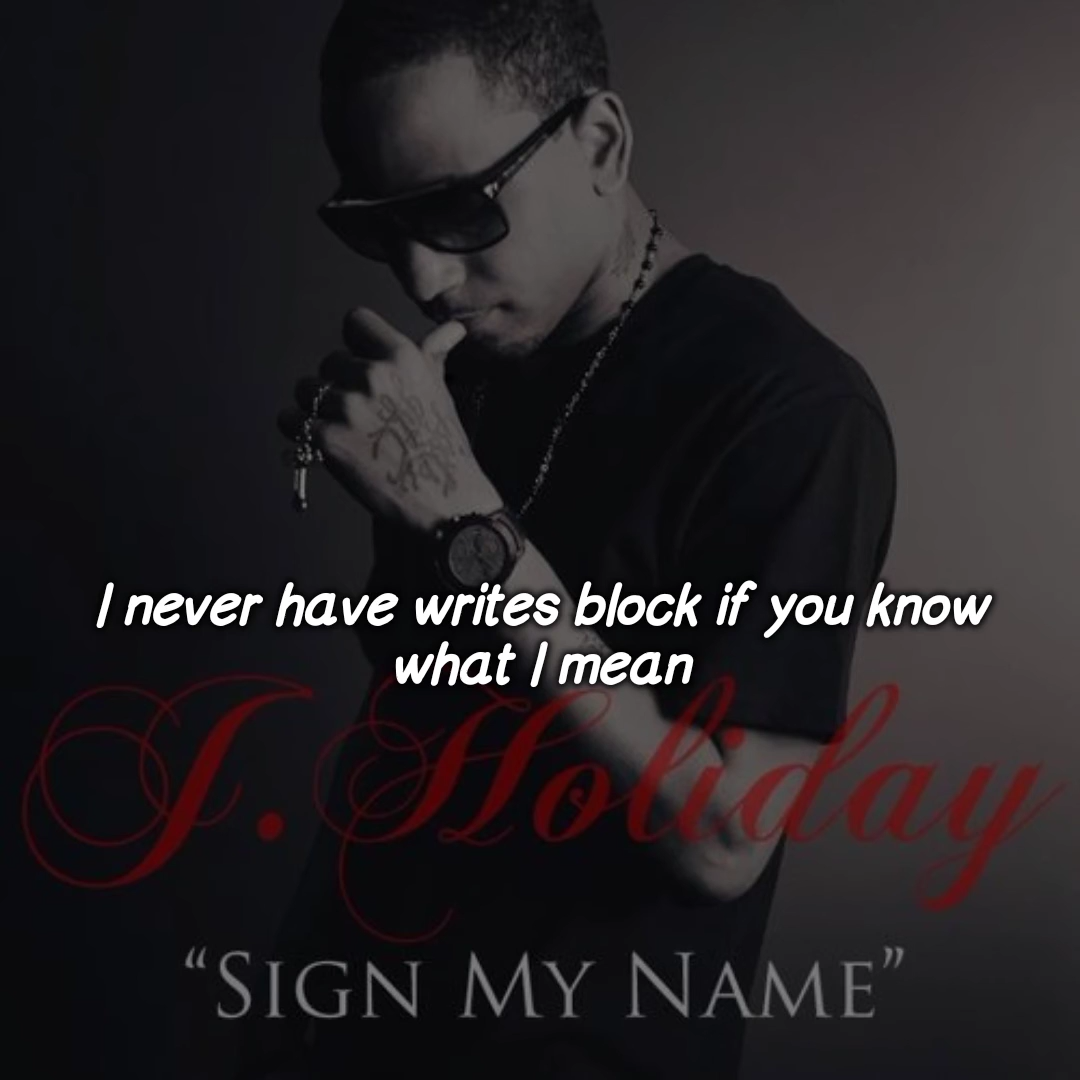 I never have writes block if you know
what I mean
J. Holiday
“SIGN MY NAME”